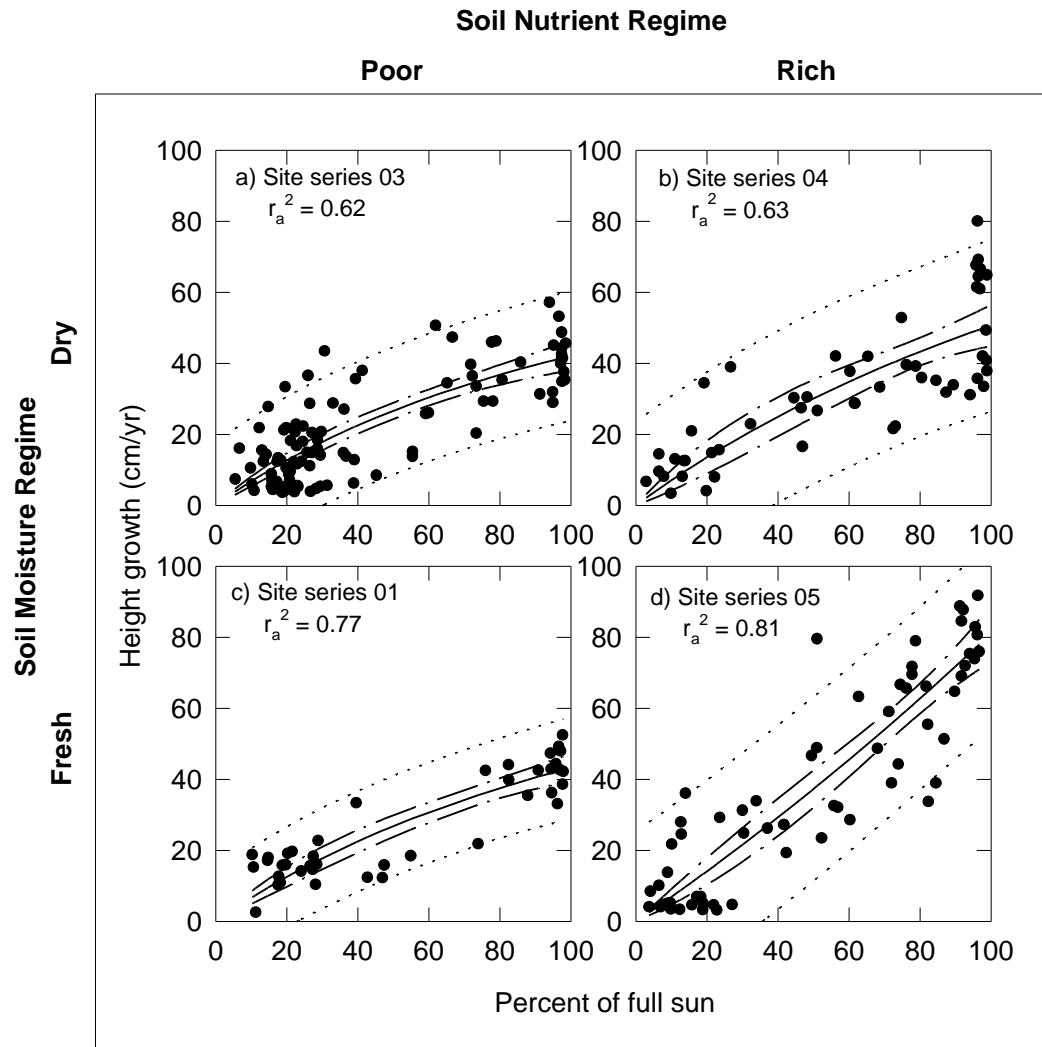 Soil Nutrient Regime
Poor Rich
Soil Moisture Regime
Dry
Fresh
Height growth (cm/yr)
100
80
60
40
20
0
a) Site series 03
r_a^2 = 0.62
0 20 40 60 80 100
100
80
60
40
20
0
b) Site series 04
r_a^2 = 0.63
0 20 40 60 80 100
100
80
60
40
20
0
c) Site series 01
r_a^2 = 0.77
0 20 40 60 80 100
100
80
60
40
20
0
d) Site series 05
r_a^2 = 0.81
0 20 40 60 80 100
Percent of full sun